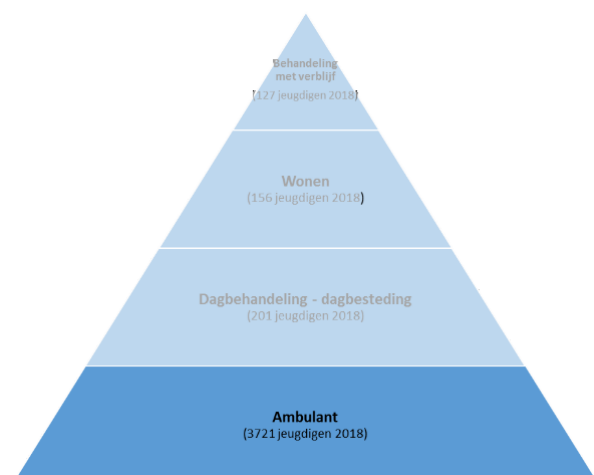 Behandeling
met verblijf
(127 jeugdigen 2018)
Wonen
(156 jeugdigen 2018)
Dagbehandeling - dagbesteding
(201 jeugdigen 2018)
Ambulant
(3721 jeugdigen 2018)